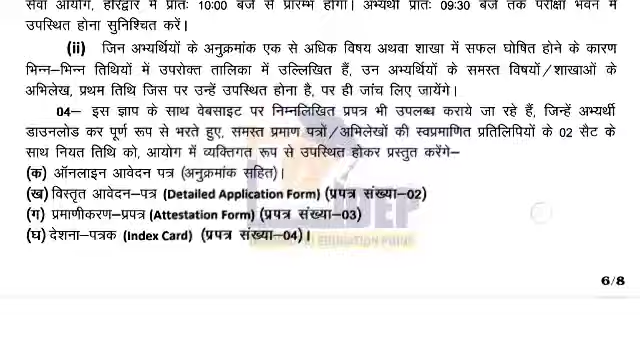 सेवा आयोग, हरिद्वार में प्रातः 10:00 बजे से प्रारम्भ होगी। अभ्यर्थी प्रातः 09:30 बजे तक परीक्षा भवन में
उपस्थित होना सुनिश्चित करें।
(ii) जिन अभ्यर्थियों के अनुक्रमांक एक से अधिक विषय अथवा शाखा में सफल घोषित होने के कारण
भिन्न–भिन्न तिथियों में उपरोक्त तालिका में उल्लिखित हैं, उन अभ्यर्थियों के समस्त विषयों/शाखाओं के
अभिलेख, प्रथम तिथि जिस पर उन्हें उपस्थित होना है, पर ही जांच लिए जायेंगे।
04– इस ज्ञाप के साथ वेबसाइट पर निम्नलिखित प्रपत्र भी उपलब्ध कराये जा रहे हैं, जिन्हें अभ्यर्थी
डाउनलोड कर पूर्ण रूप से भरते हुए, समस्त प्रमाण पत्रों/अभिलेखों की स्वप्रमाणित प्रतिलिपियों के 02 सैट के
साथ नियत तिथि को, आयोग में व्यक्तिगत रूप से उपस्थित होकर प्रस्तुत करेंगे–
(क) ऑनलाइन आवेदन पत्र (अनुक्रमांक सहित)।
(ख) विस्तृत आवेदन–पत्र (Detailed Application Form) (प्रपत्र संख्या–02)
(ग) प्रमाणीकरण–प्रपत्र (Attestation Form) (प्रपत्र संख्या–03)
(घ) देशना–पत्रक (Index Card) (प्रपत्र संख्या–04)।
6/8